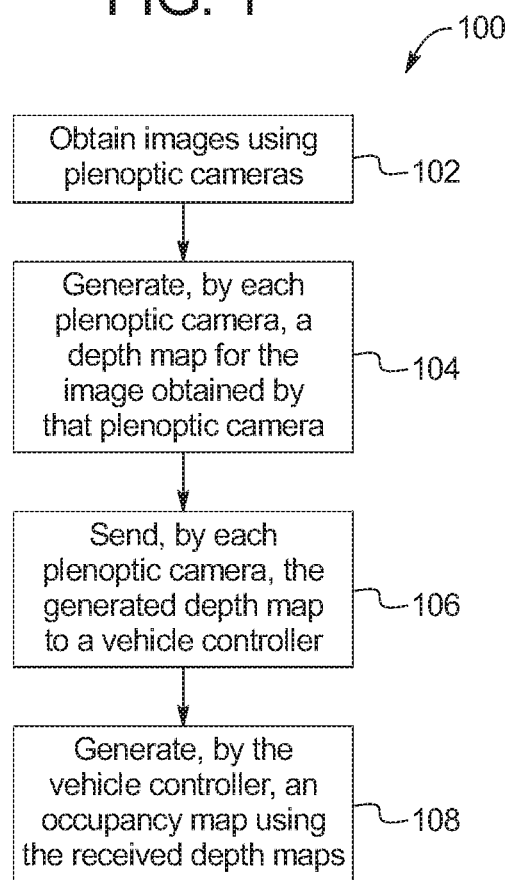 FIG. 1
100
Obtain images using
plenoptic cameras
102
Generate, by each
plenoptic camera, a
depth map for the
image obtained by
that plenoptic camera
104
Send, by each
plenoptic camera, the
generated depth map
to a vehicle controller
106
Generate, by the
vehicle controller, an
occupancy map using
the received depth maps
108